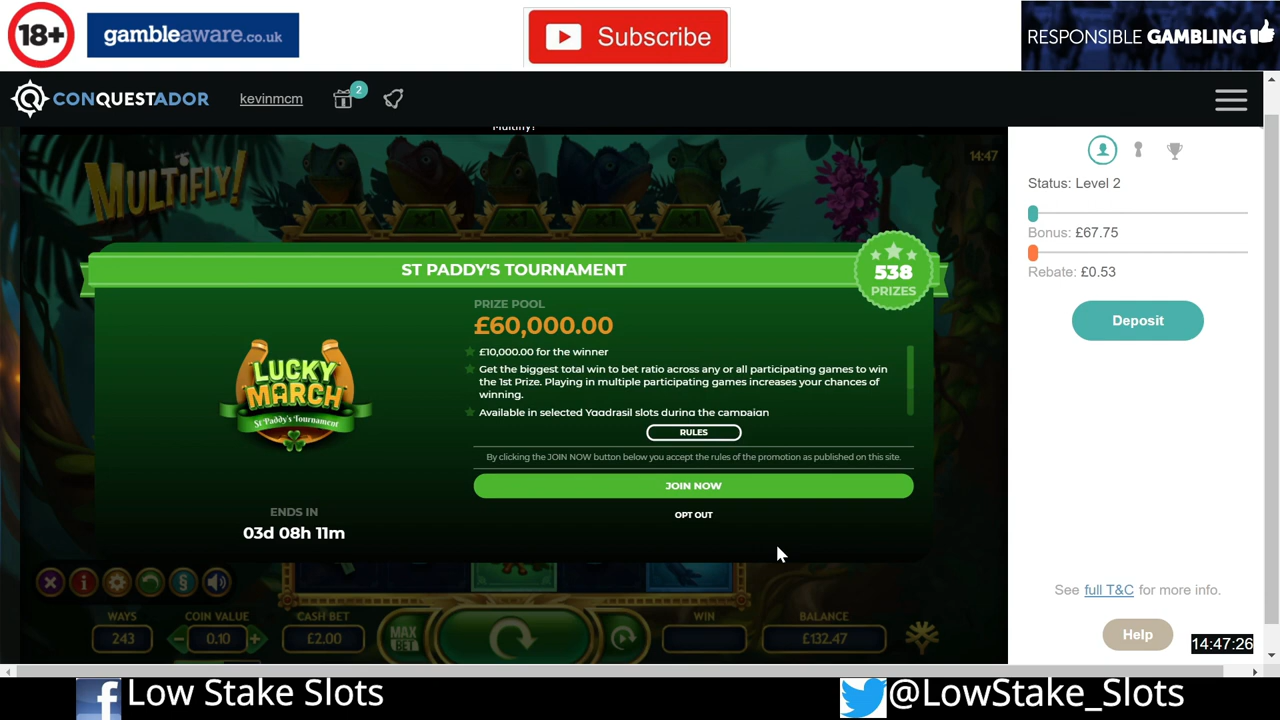 18+
gambleaware.co.uk
Subscribe
RESPONSIBLE GAMBLING
CONQUESTADOR
kevinmcm
2
Multifly!
MULTIFLY!
14:47
x1 x1 x1 x1 x1
ST PADDY'S TOURNAMENT
538
PRIZES
PRIZE POOL
£60,000.00
£10,000.00 for the winner
Get the biggest total win to bet ratio across any or all participating games to win
the 1st Prize. Playing in multiple participating games increases your chances of
winning.
Available in selected Yggdrasil slots during the campaign
RULES
By clicking the JOIN NOW button below you accept the rules of the promotion as published on this site.
JOIN NOW
OPT OUT
LUCKY
MARCH
St Paddy's Tournament
ENDS IN
03d 08h 11m
WAYS
243
COIN VALUE
0.10
CASH BET
£2.00
MAX
BET
WIN
BALANCE
£132.47
Status: Level 2
Bonus: £67.75
Rebate: £0.53
Deposit
See full T&C for more info.
Help
14:47:26
Low Stake Slots
@LowStake_Slots